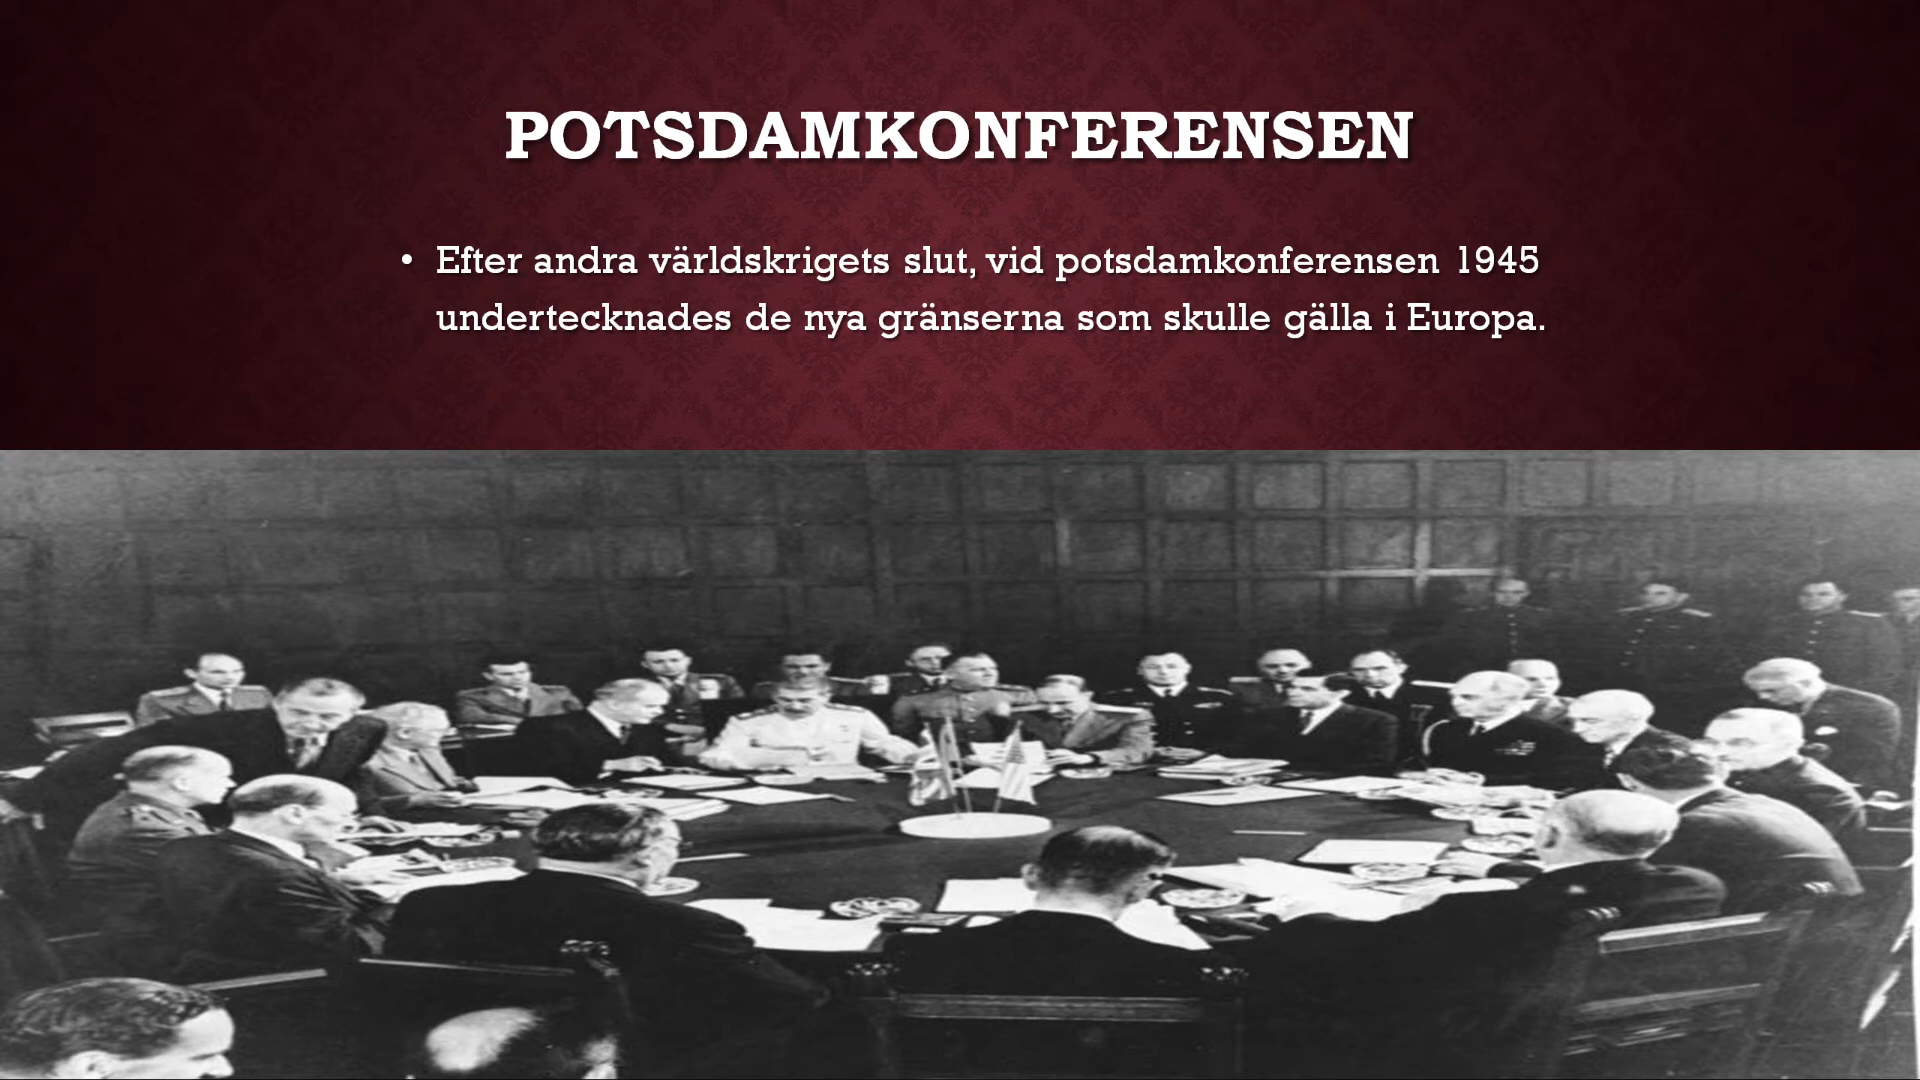 POTSDAMKONFERENSEN
• Efter andra världskrigets slut, vid potsdamkonferensen 1945
undertecknades de nya gränserna som skulle gälla i Europa.